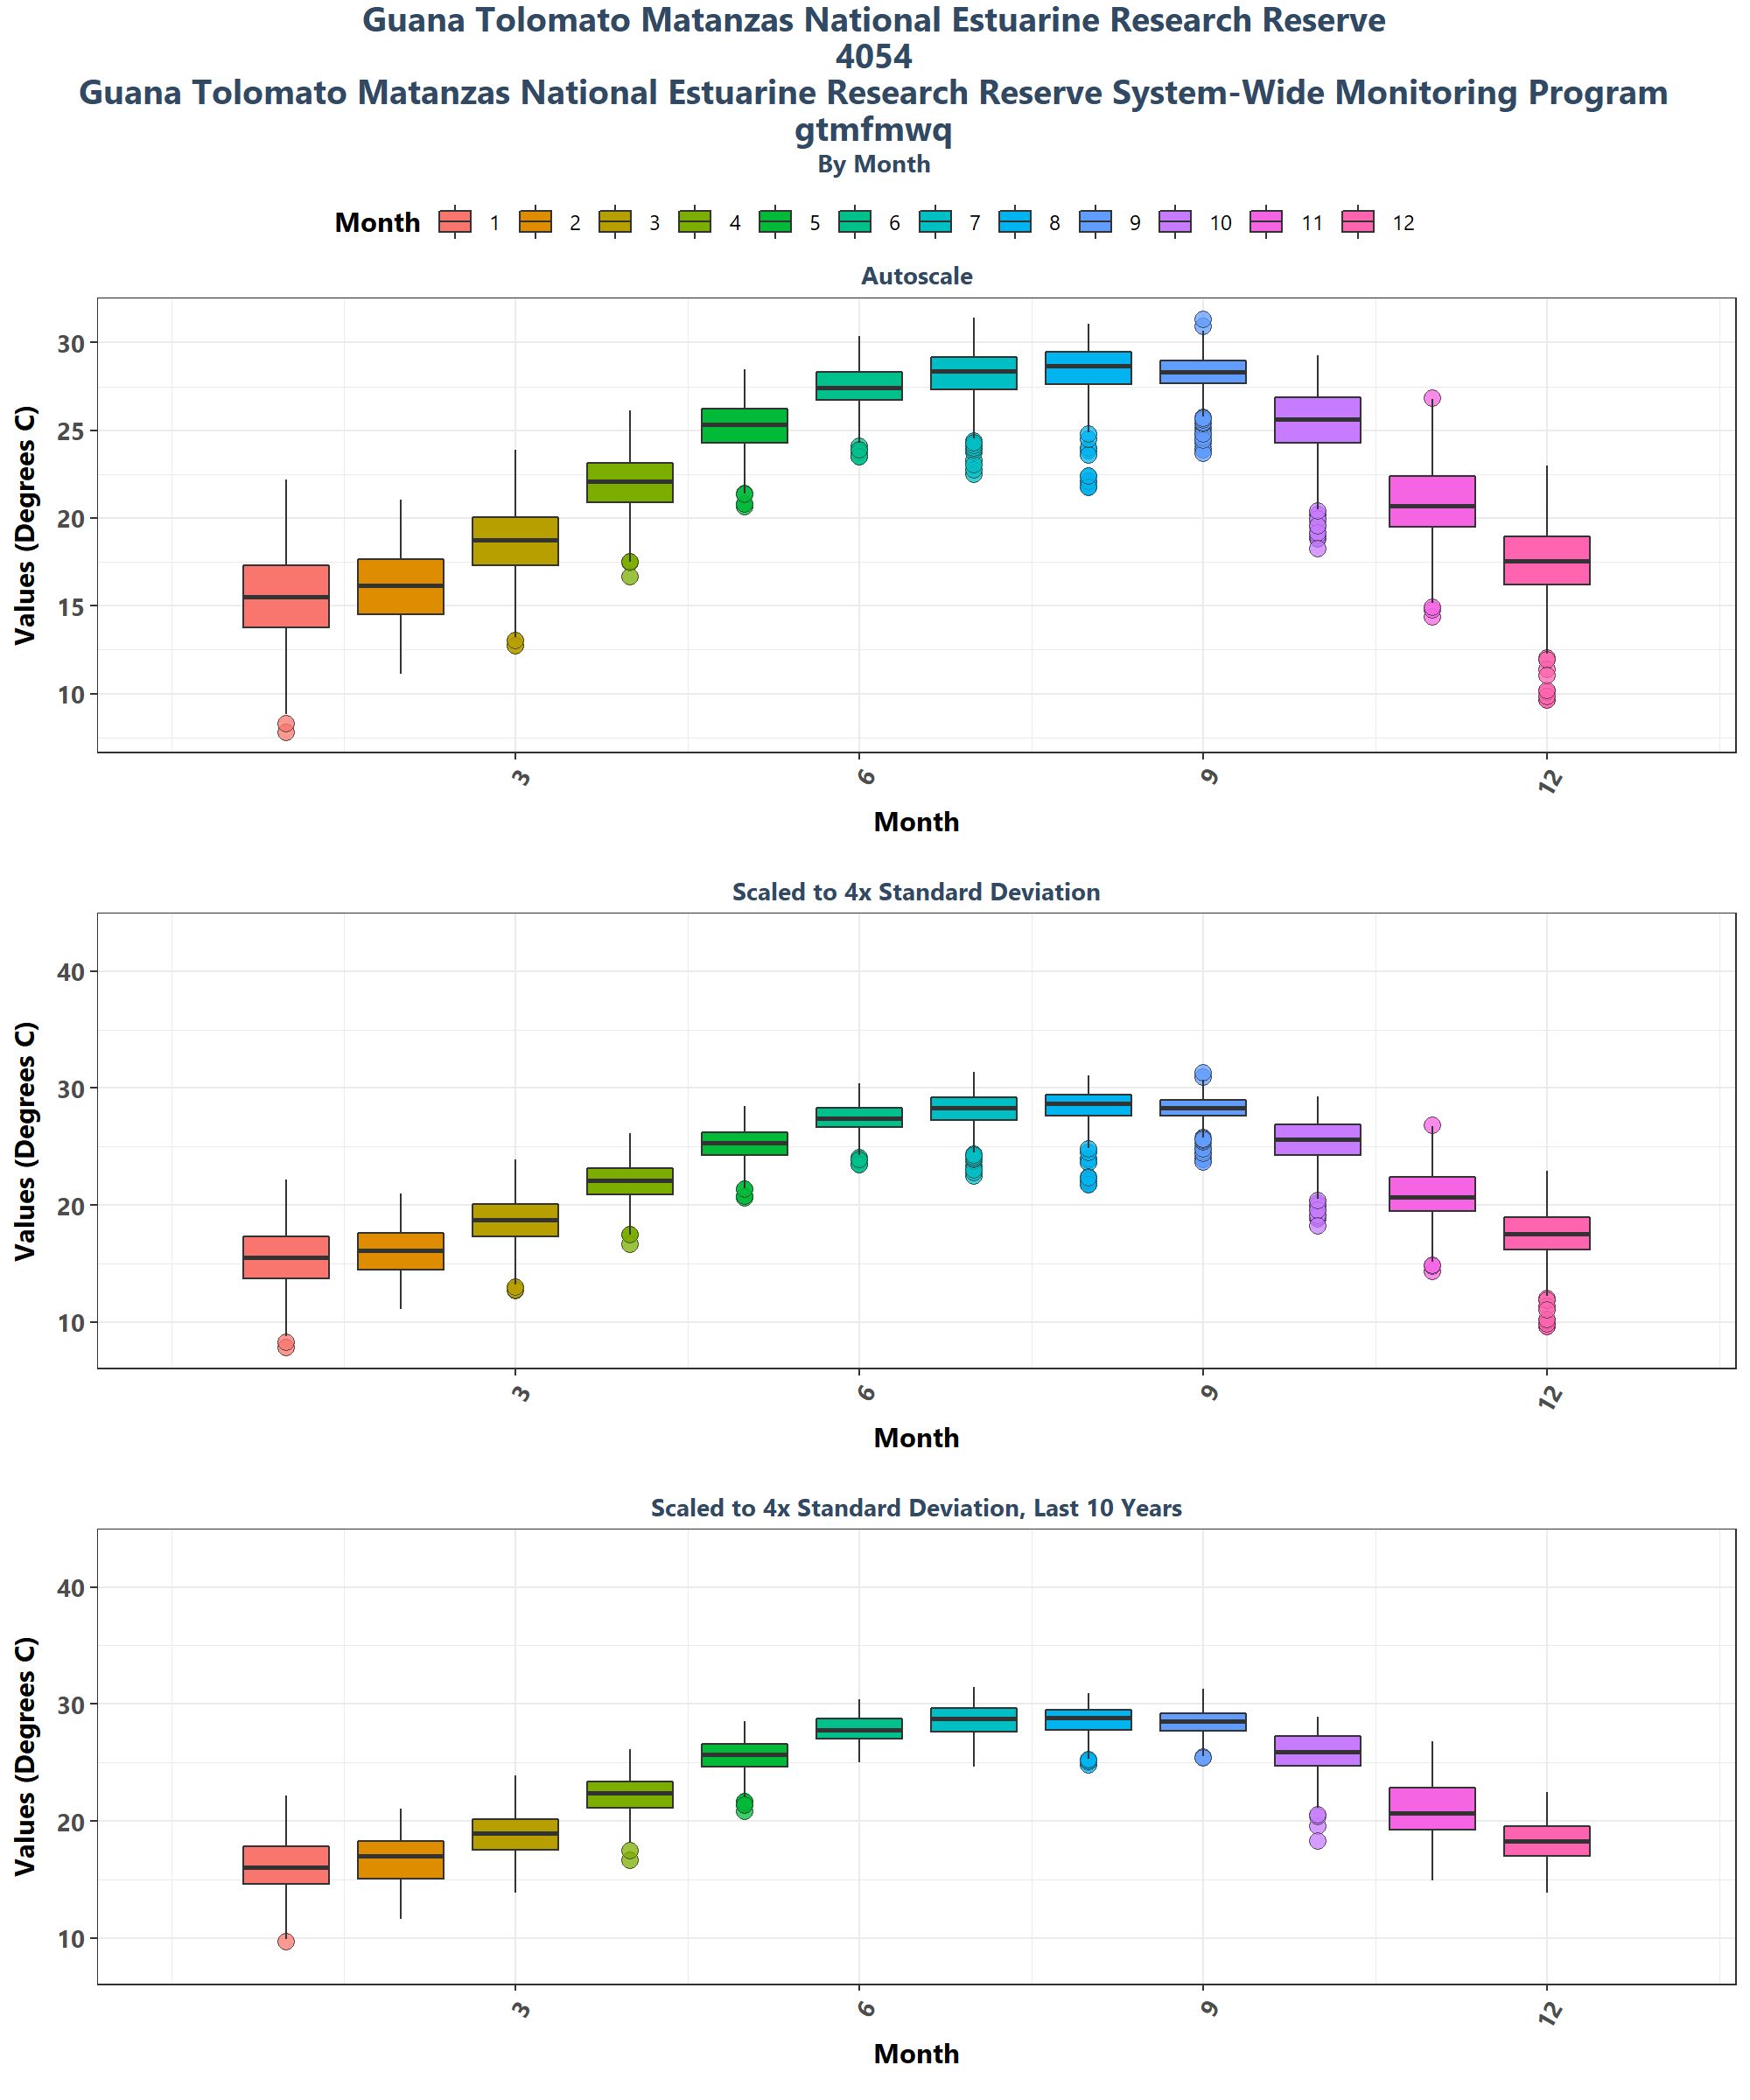 Guana Tolomato Matanzas National Estuarine Research Reserve
4054
Guana Tolomato Matanzas National Estuarine Research Reserve System-Wide Monitoring Program
gtmfmwq
By Month
Month 1 2 3 4 5 6 7 8 9 10 11 12
Autoscale
Values (Degrees C)
30
25
20
15
10
3 6 9 12
Month
Scaled to 4x Standard Deviation
Values (Degrees C)
40
30
20
10
3 6 9 12
Month
Scaled to 4x Standard Deviation, Last 10 Years
Values (Degrees C)
40
30
20
10
3 6 9 12
Month